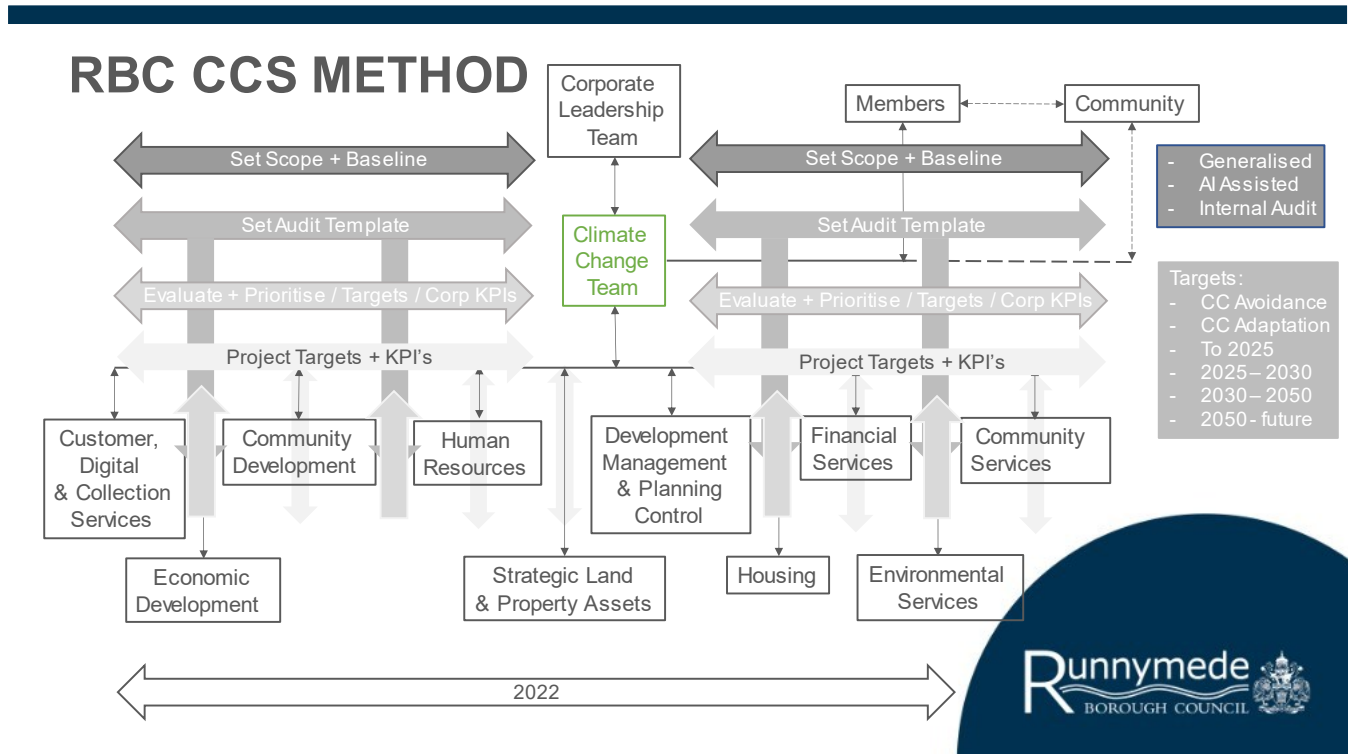 RBC CCS METHOD
Corporate
Leadership
Team
Members
Community
Set Scope + Baseline
Set Scope + Baseline
- Generalised
- AI Assisted
- Internal Audit
Set Audit Template
Climate
Change
Team
Set Audit Template
Evaluate + Prioritise / Targets / Corp KPIs
Evaluate + Prioritise / Targets / Corp KPIs
Targets:
- CC Avoidance
- CC Adaptation
- To 2025
- 2025 – 2030
- 2030 – 2050
- 2050 - future
Project Targets + KPI's
Project Targets + KPI's
Customer,
Digital
& Collection
Services
Community
Development
Human
Resources
Development
Management
& Planning
Control
Financial
Services
Community
Services
Economic
Development
Strategic Land
& Property Assets
Housing
Environmental
Services
2022
Runnymede
BOROUGH COUNCIL